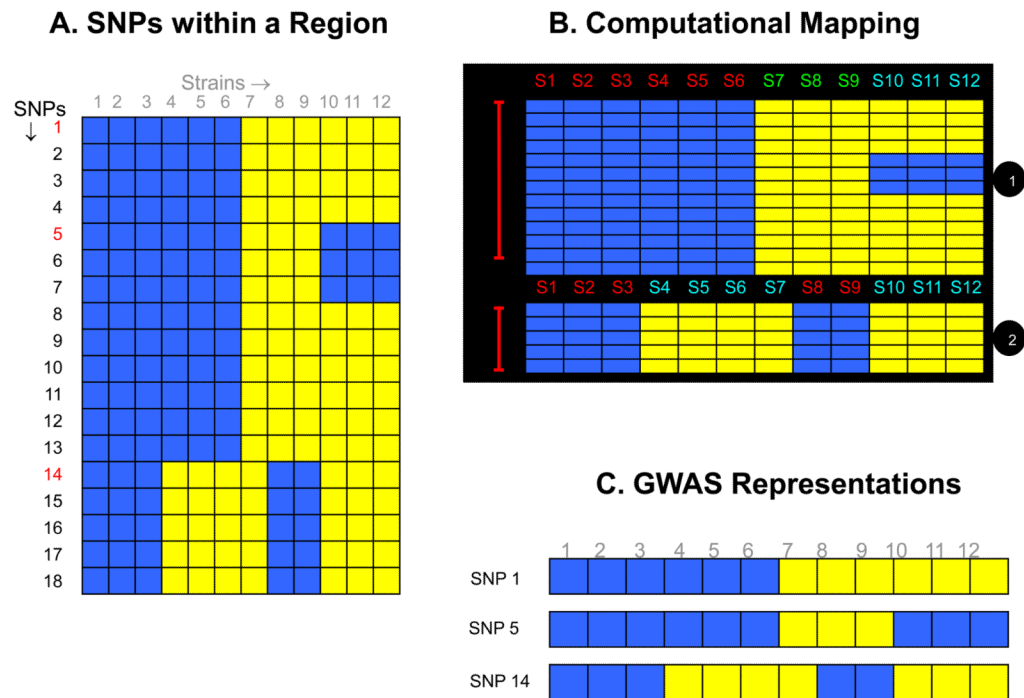 A. SNPs within a Region
Strains →
SNPs
↓
1 2 3 4 5 6 7 8 9 10 11 12
1
2
3
4
5
6
7
8
9
10
11
12
13
14
15
16
17
18
B. Computational Mapping
S1 S2 S3 S4 S5 S6 S7 S8 S9 S10 S11 S12
1
S1 S2 S3 S4 S5 S6 S7 S8 S9 S10 S11 S12
2
C. GWAS Representations
1 2 3 4 5 6 7 8 9 10 11 12
SNP 1
SNP 5
SNP 14